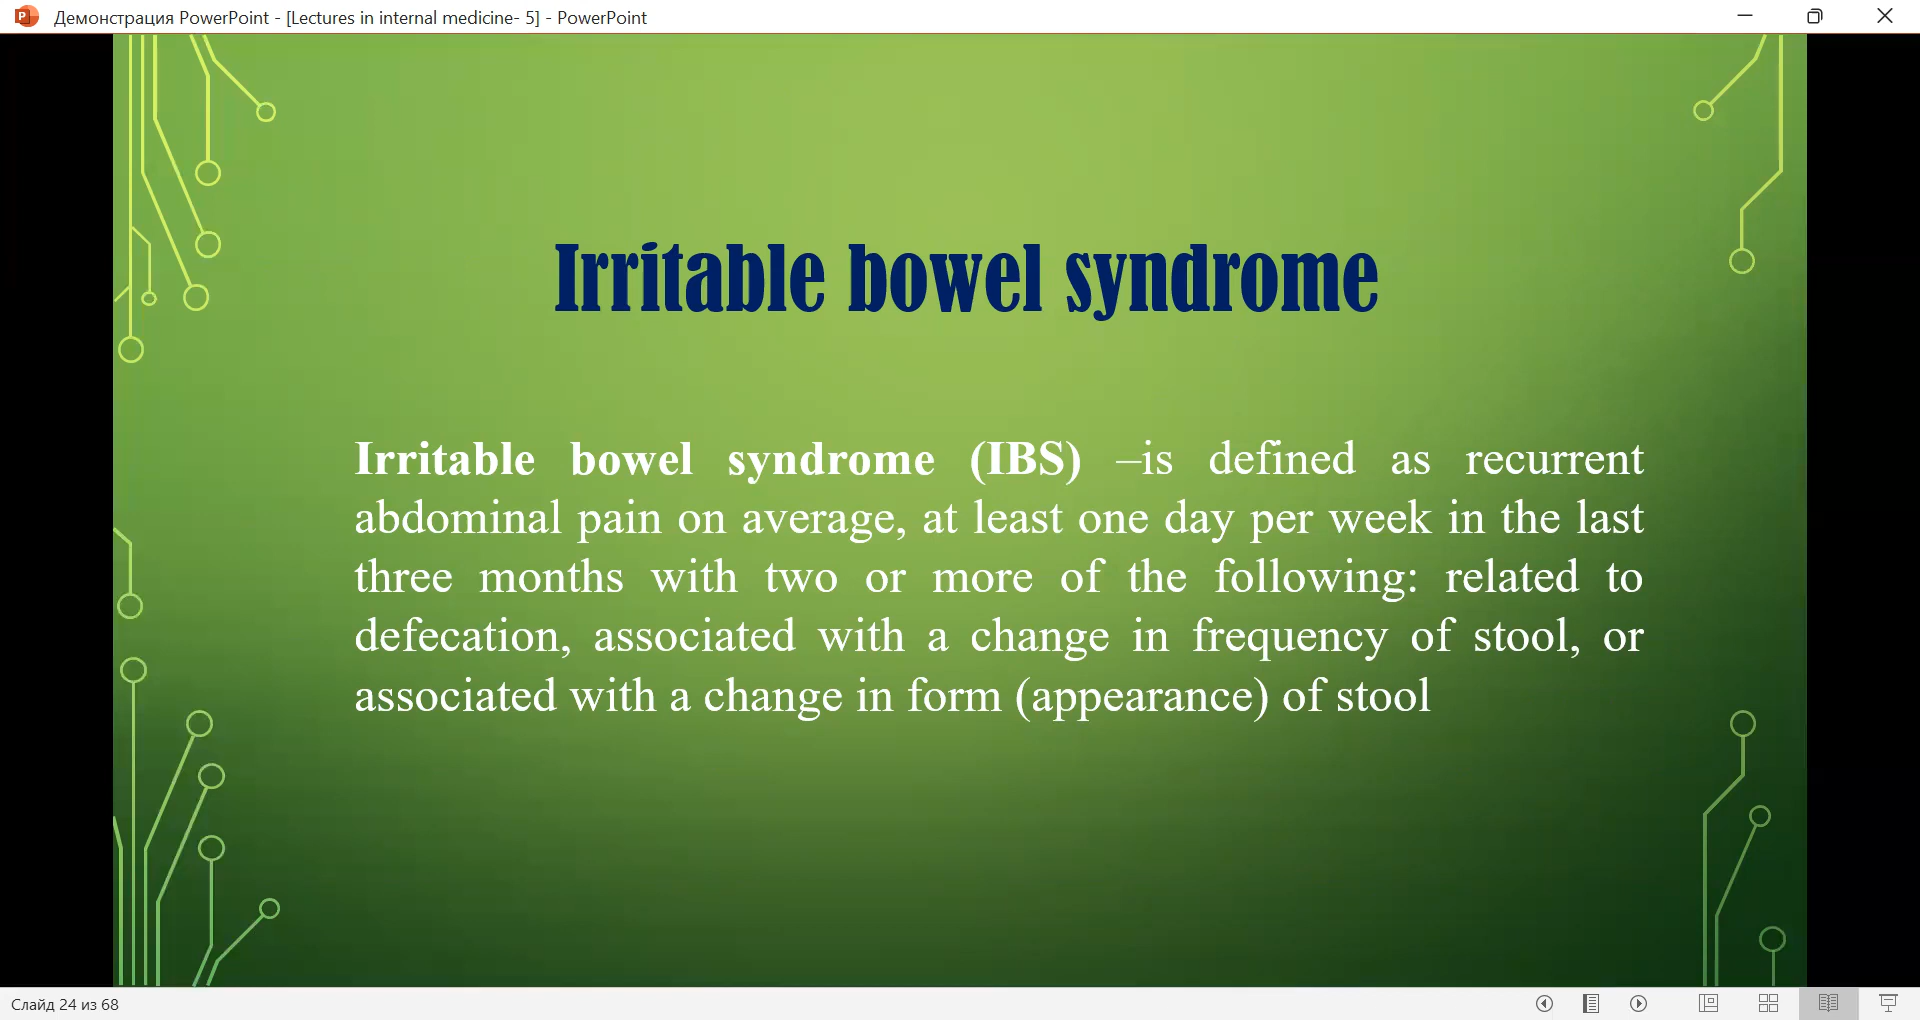 Демонстрация PowerPoint - [Lectures in internal medicine- 5] - PowerPoint
Irritable bowel syndrome
Irritable bowel syndrome (IBS) –is defined as recurrent
abdominal pain on average, at least one day per week in the last
three months with two or more of the following: related to
defecation, associated with a change in frequency of stool, or
associated with a change in form (appearance) of stool
Слайд 24 из 68